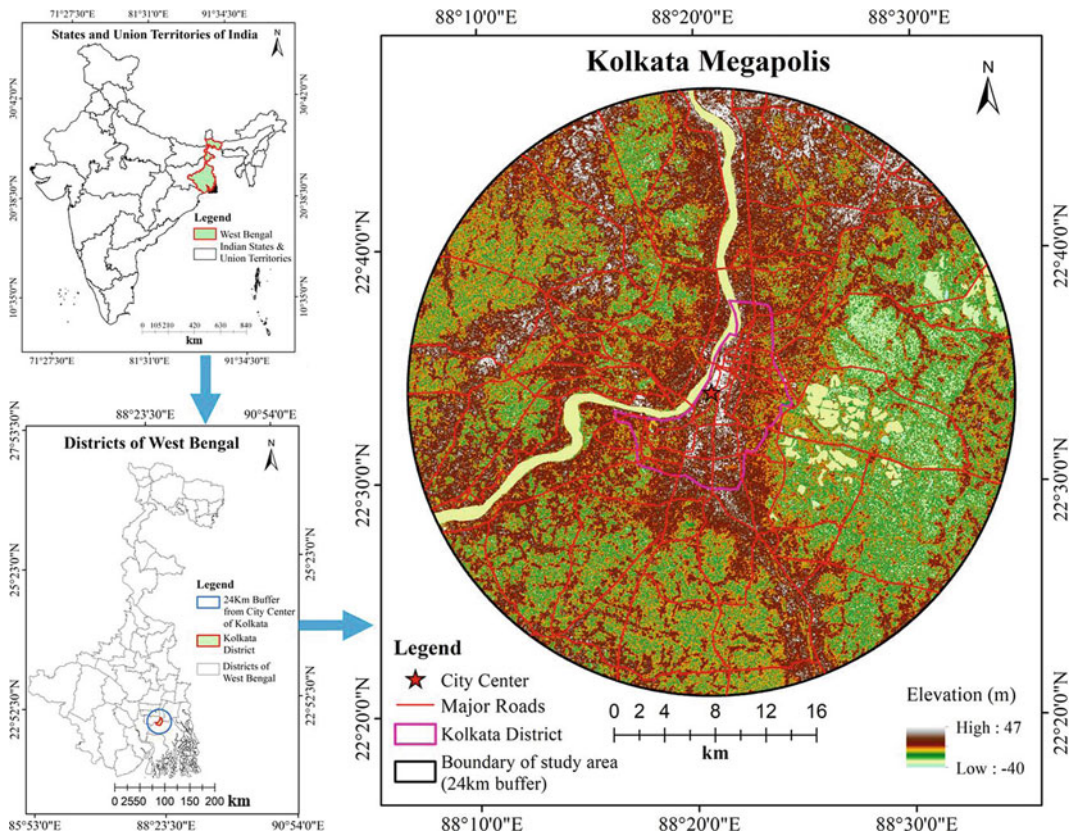 71°27'30"E 81°31'0"E 91°34'30"E
States and Union Territories of India
N
30°42'0"N
20°38'30"N
10°35'0"N
30°42'0"N
20°38'30"N
10°35'0"N
Legend
West Bengal
Indian States &
Union Territories
0 105 210 420 630 840
km
71°27'30"E 81°31'0"E 91°34'30"E
88°23'30"E 90°54'0"E
Districts of West Bengal
N
27°53'30"N
25°23'0"N
22°52'30"N
25°23'0"N
22°52'30"N
Legend
24Km Buffer
from City Center
of Kolkata
Kolkata
District
Districts of
West Bengal
0 2550 100 150 200 km
85°53'0"E 88°23'30"E 90°54'0"E
88°10'0"E 88°20'0"E 88°30'0"E
Kolkata Megapolis
N
22°40'0"N
22°30'0"N
22°20'0"N
22°40'0"N
22°30'0"N
22°20'0"N
Legend
City Center
Major Roads
Kolkata District
Boundary of study area
(24km buffer)
0 2 4 8 12 16
km
Elevation (m)
High : 47
Low : -40
88°10'0"E 88°20'0"E 88°30'0"E